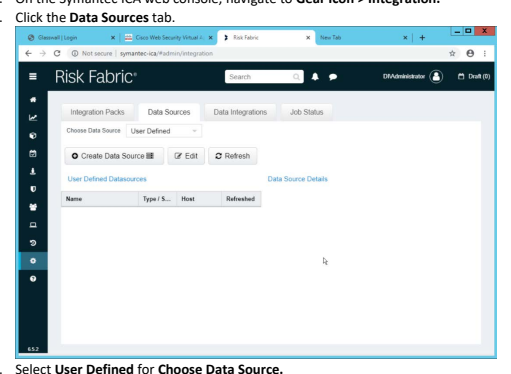 . On the Symantec ICA web console, navigate to Gear Icon > Integration.
. Click the Data Sources tab.
Glasswall | Login
Cisco Web Security Virtual A
Risk Fabric
New Tab
Not secure | symantec-ica/#admin/integration
Risk Fabric®
Search
DIVAdministrator
Draft (0)
Integration Packs
Data Sources
Data Integrations
Job Status
Choose Data Source
User Defined
Create Data Source
Edit
Refresh
User Defined Datasources
Data Source Details
Name
Type / S...
Host
Refreshed
6.5.2
. Select User Defined for Choose Data Source.